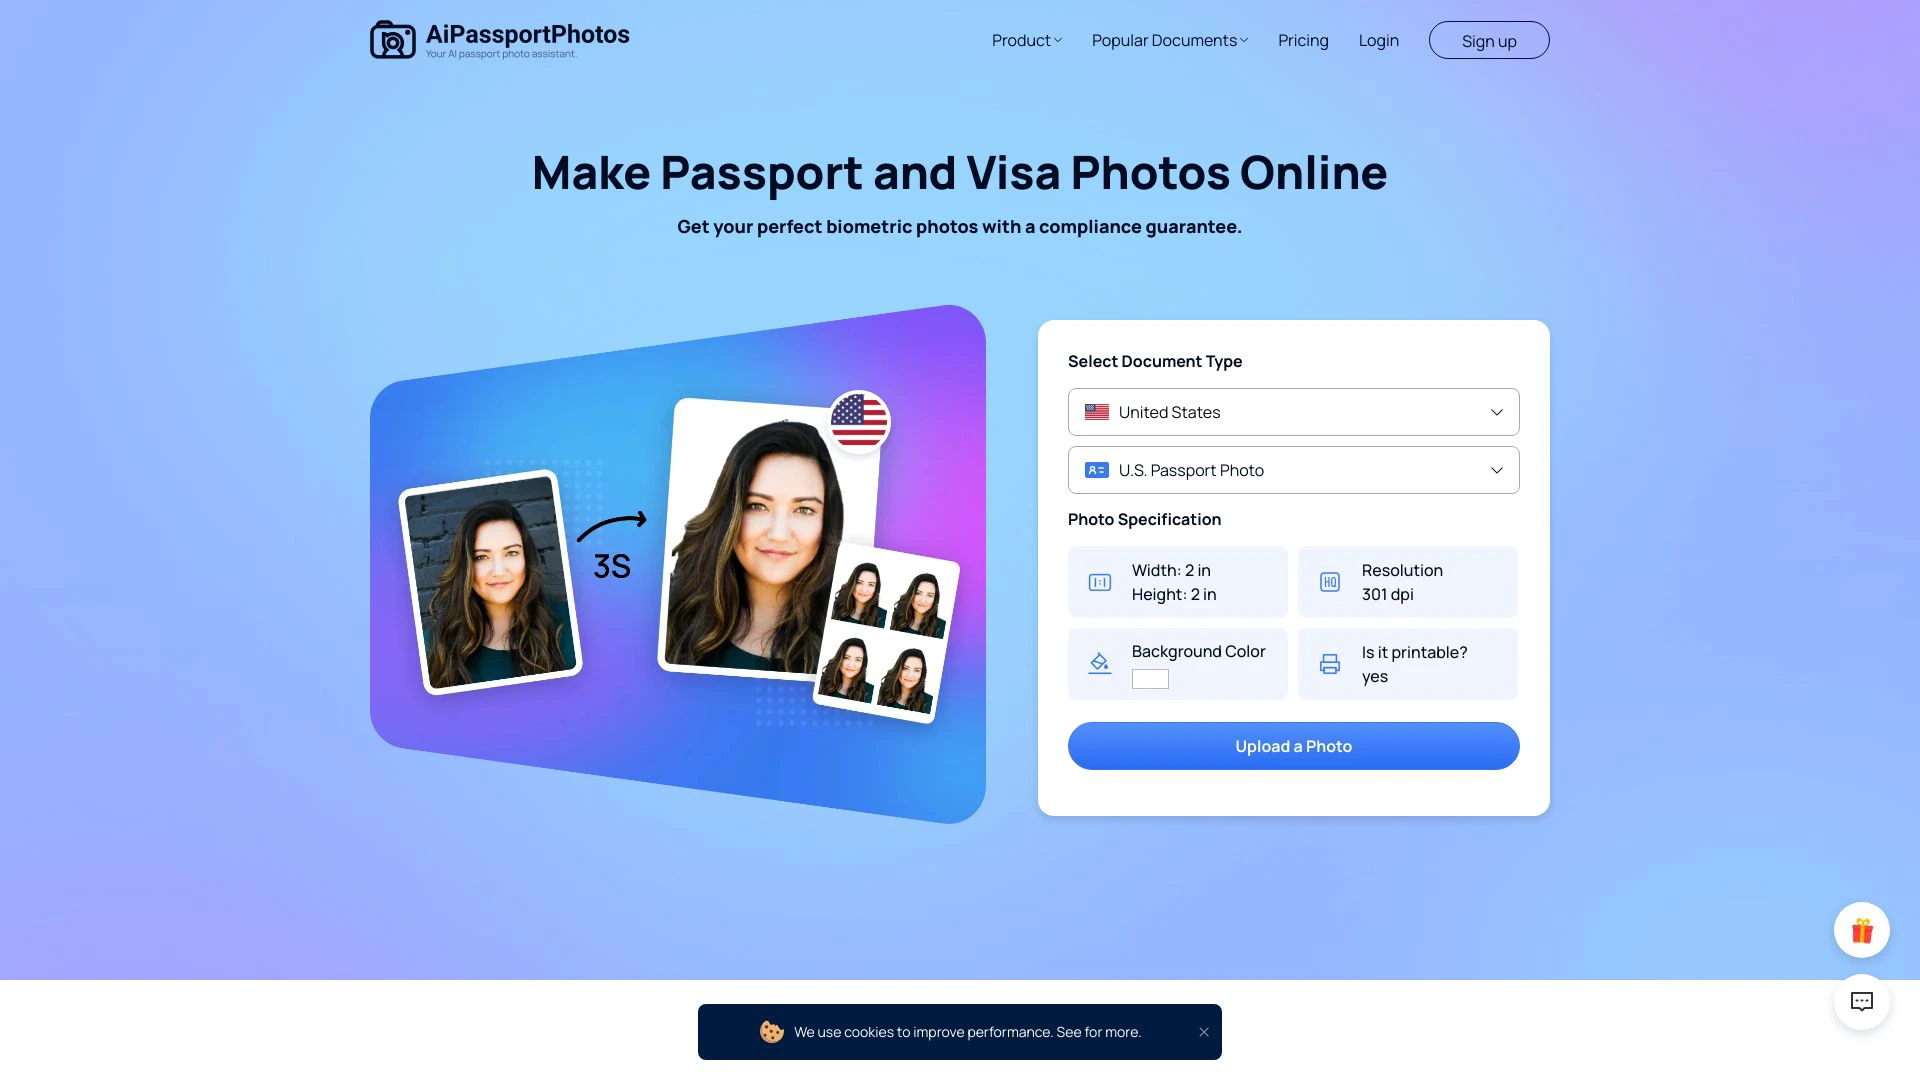 AiPassportPhotos
Your AI passport photo assistant.
Product
Popular Documents
Pricing
Login
Sign up
Make Passport and Visa Photos Online
Get your perfect biometric photos with a compliance guarantee.
3S
Select Document Type
United States
U.S. Passport Photo
Photo Specification
Width: 2 in
Height: 2 in
HQ
Resolution
301 dpi
Background Color
Is it printable?
yes
Upload a Photo
We use cookies to improve performance. See for more.